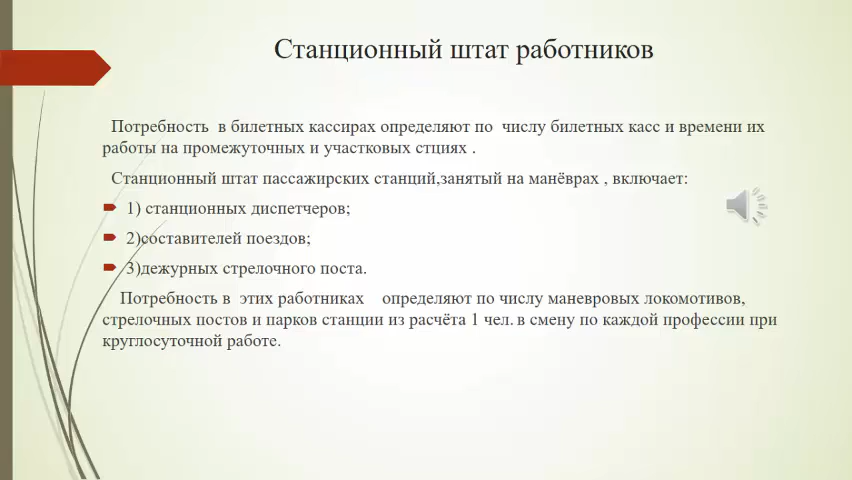 Станционный штат работников
Потребность в билетных кассирах определяют по числу билетных касс и времени их
работы на промежуточных и участковых стциях .
Станционный штат пассажирских станций,занятый на манёврах , включает:
1) станционных диспетчеров;
2)составителей поездов;
3)дежурных стрелочного поста.
Потребность в этих работниках определяют по числу маневровых локомотивов,
стрелочных постов и парков станции из расчёта 1 чел. в смену по каждой профессии при
круглосуточной работе.